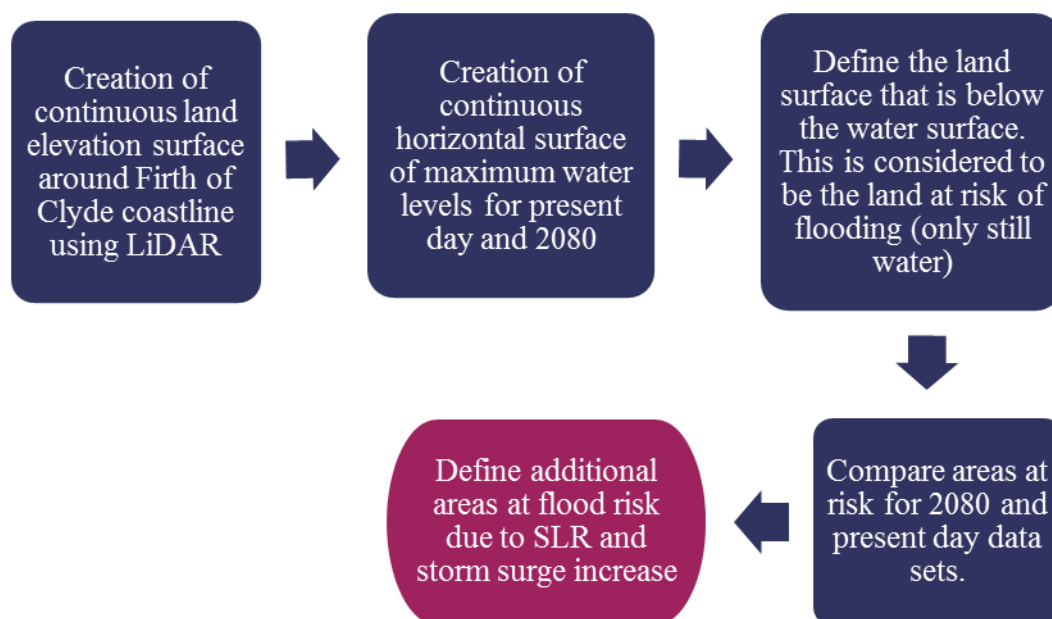 Creation of
continuous land
elevation surface
around Firth of
Clyde coastline
using LiDAR
Creation of
continuous
horizontal surface
of maximum water
levels for present
day and 2080
Define the land
surface that is below
the water surface.
This is considered to
be the land at risk of
flooding (only still
water)
Compare areas at
risk for 2080 and
present day data
sets.
Define additional
areas at flood risk
due to SLR and
storm surge increase